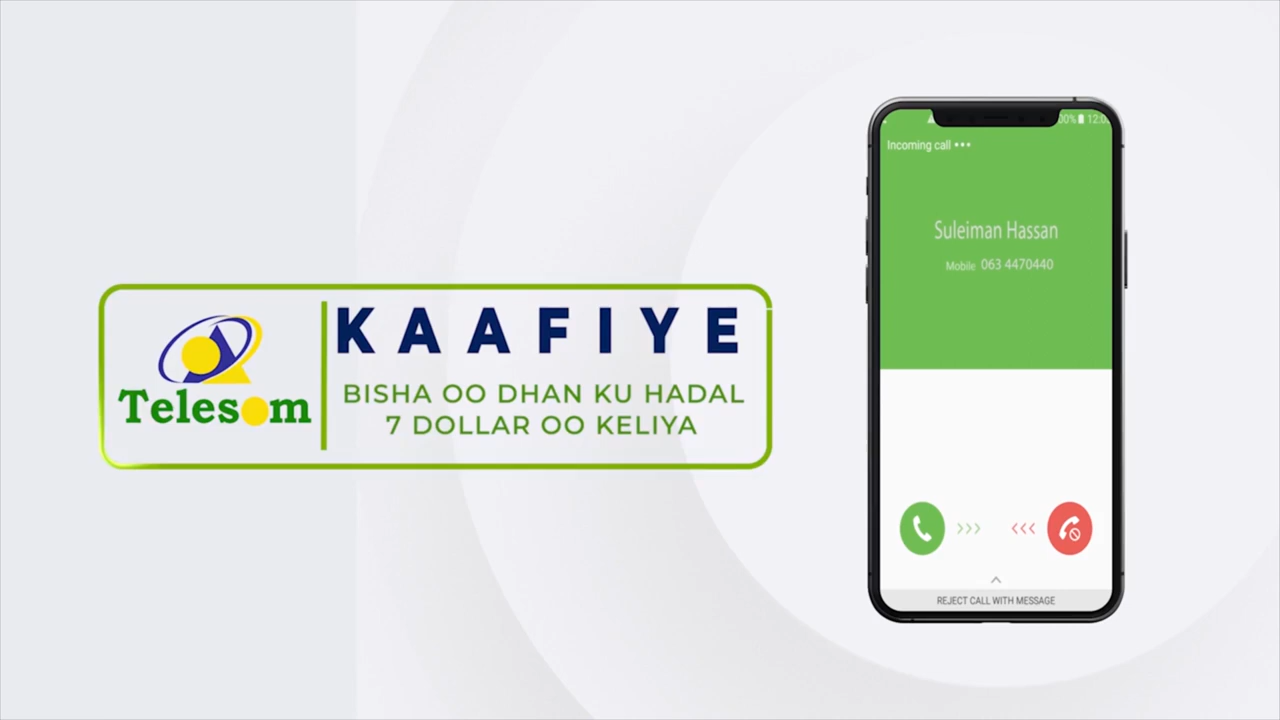 Telesom
KAAFIYE
BISHA OO DHAN KU HADAL
7 DOLLAR OO KELIYA
Incoming call •••
Suleiman Hassan
Mobile 063 4470440
REJECT CALL WITH MESSAGE